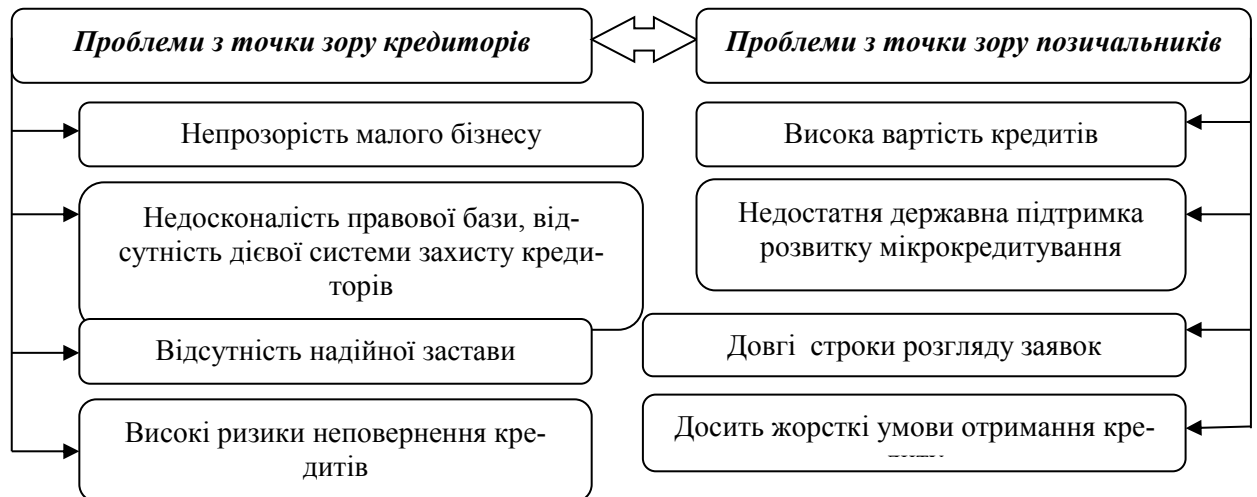 Проблеми з точки зору кредиторів
Проблеми з точки зору позичальників
Непрозорість малого бізнесу
Недосконалість правової бази, від-
сутність дієвої системи захисту креди-
торів
Відсутність надійної застави
Високі ризики неповернення кре-
дитів
Висока вартість кредитів
Недостатня державна підтримка
розвитку мікрокредитування
Довгі строки розгляду заявок
Досить жорсткі умови отримання кре-